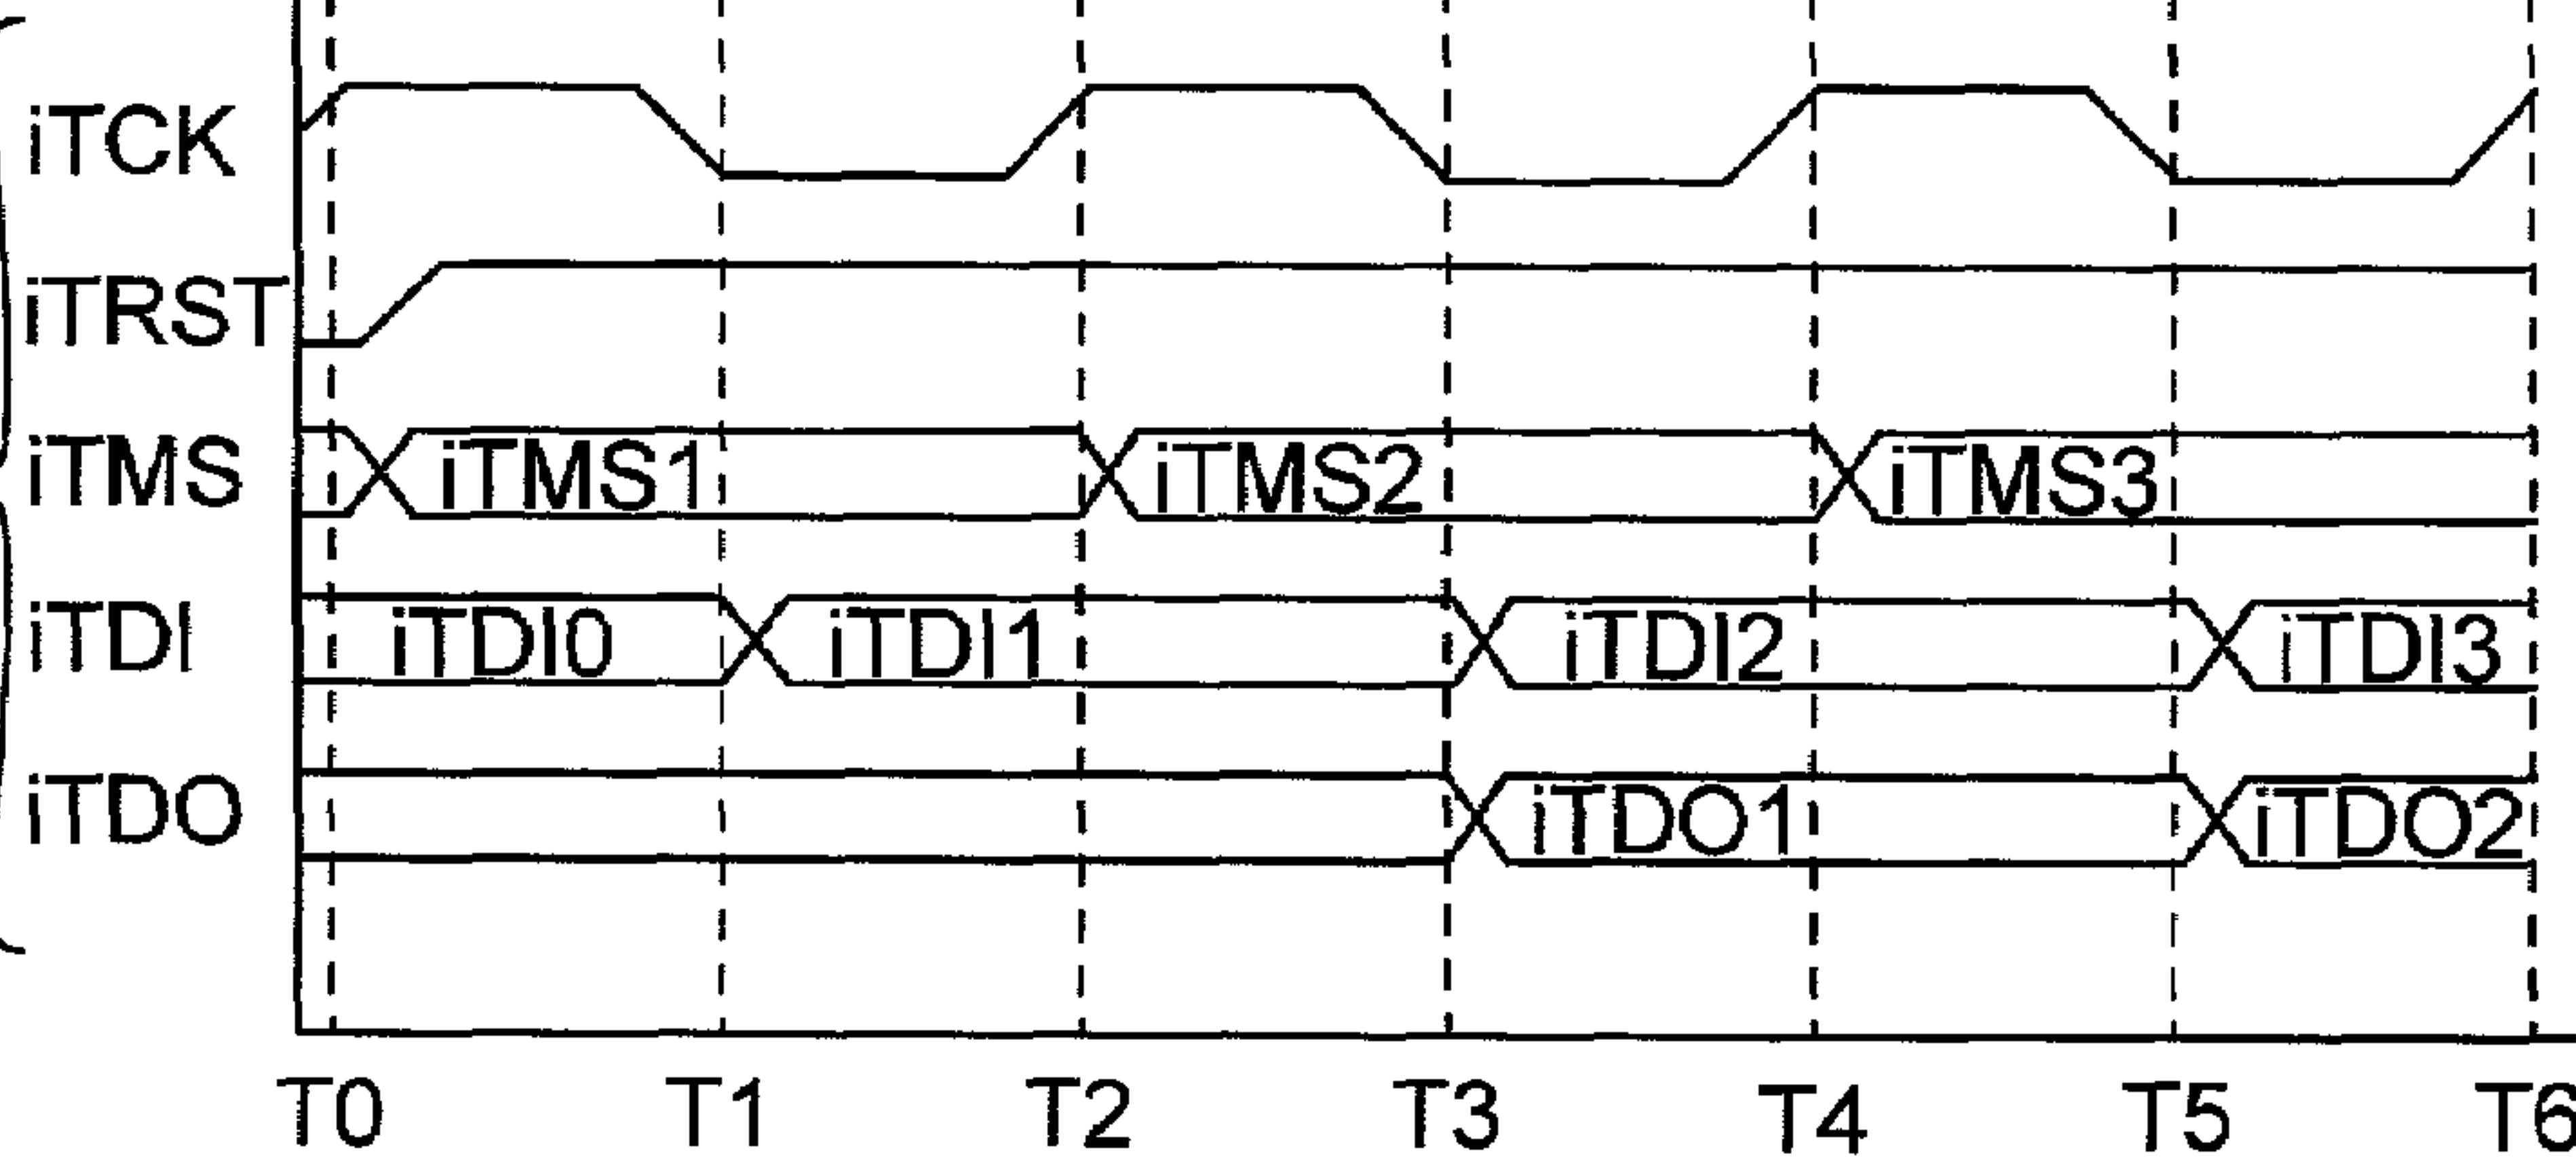 iTCK
iTRST
iTMS iTMS1 iTMS2 iTMS3
iTDI iTDI0 iTDI1 iTDI2 iTDI3
iTDO iTDO1 iTDO2
T0 T1 T2 T3 T4 T5 T6